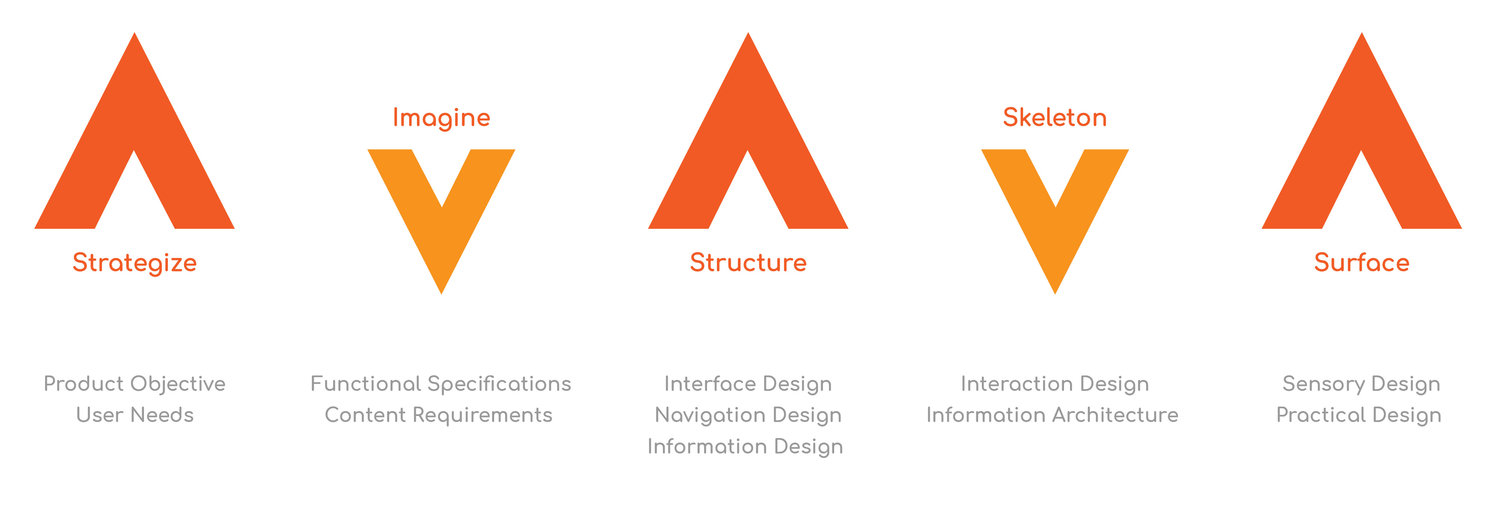 Strategize
Imagine
Structure
Skeleton
Surface
Product Objective
User Needs
Functional Specifications
Content Requirements
Interface Design
Navigation Design
Information Design
Interaction Design
Information Architecture
Sensory Design
Practical Design